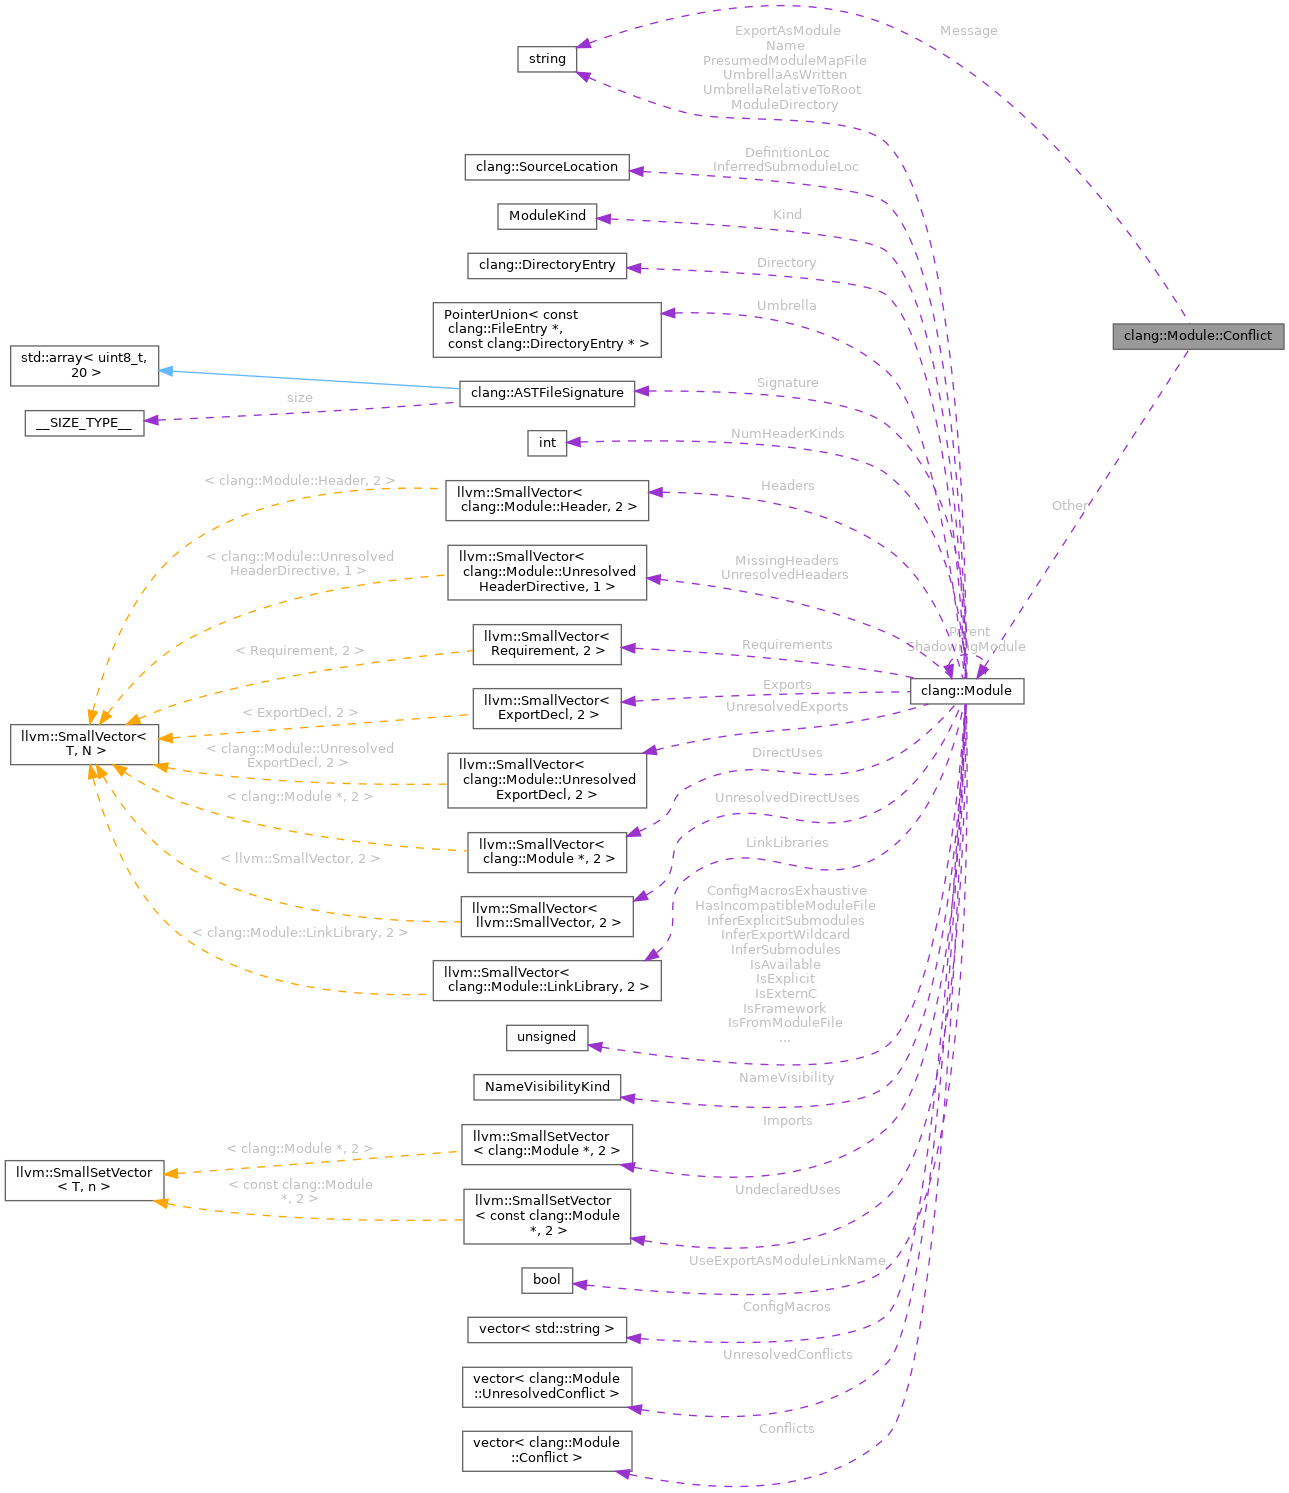 Message
string
ExportAsModule
Name
PresumedModuleMapFile
UmbrellaAsWritten
UmbrellaRelativeToRoot
ModuleDirectory
clang::SourceLocation
DefinitionLoc
InferredSubmoduleLoc
ModuleKind
Kind
clang::DirectoryEntry
Directory
PointerUnion< const
clang::FileEntry *,
const clang::DirectoryEntry * >
Umbrella
clang::Module::Conflict
std::array< uint8_t,
20 >
clang::ASTFileSignature
Signature
__SIZE_TYPE__
size
int
NumHeaderKinds
< clang::Module::Header, 2 >
llvm::SmallVector<
clang::Module::Header, 2 >
Headers
Other
< clang::Module::Unresolved
HeaderDirective, 1 >
llvm::SmallVector<
clang::Module::Unresolved
HeaderDirective, 1 >
MissingHeaders
UnresolvedHeaders
< Requirement, 2 >
llvm::SmallVector<
Requirement, 2 >
Requirements
Parent
ShadowingModule
clang::Module
< ExportDecl, 2 >
llvm::SmallVector<
ExportDecl, 2 >
Exports
UnresolvedExports
llvm::SmallVector<
T, N >
< clang::Module::Unresolved
ExportDecl, 2 >
llvm::SmallVector<
clang::Module::Unresolved
ExportDecl, 2 >
DirectUses
< clang::Module *, 2 >
llvm::SmallVector<
clang::Module *, 2 >
UnresolvedDirectUses
< llvm::SmallVector, 2 >
llvm::SmallVector<
llvm::SmallVector, 2 >
LinkLibraries
< clang::Module::LinkLibrary, 2 >
llvm::SmallVector<
clang::Module::LinkLibrary, 2 >
ConfigMacrosExhaustive
HasIncompatibleModuleFile
InferExplicitSubmodules
InferExportWildcard
InferSubmodules
IsAvailable
IsExplicit
IsExternC
IsFramework
IsFromModuleFile
...
unsigned
NameVisibilityKind
NameVisibility
llvm::SmallSetVector
< clang::Module *, 2 >
Imports
< clang::Module *, 2 >
llvm::SmallSetVector
< T, n >
< const clang::Module
*, 2 >
llvm::SmallSetVector
< const clang::Module
*, 2 >
UndeclaredUses
bool
UseExportAsModuleLinkName
vector< std::string >
ConfigMacros
vector< clang::Module
::UnresolvedConflict >
UnresolvedConflicts
vector< clang::Module
::Conflict >
Conflicts